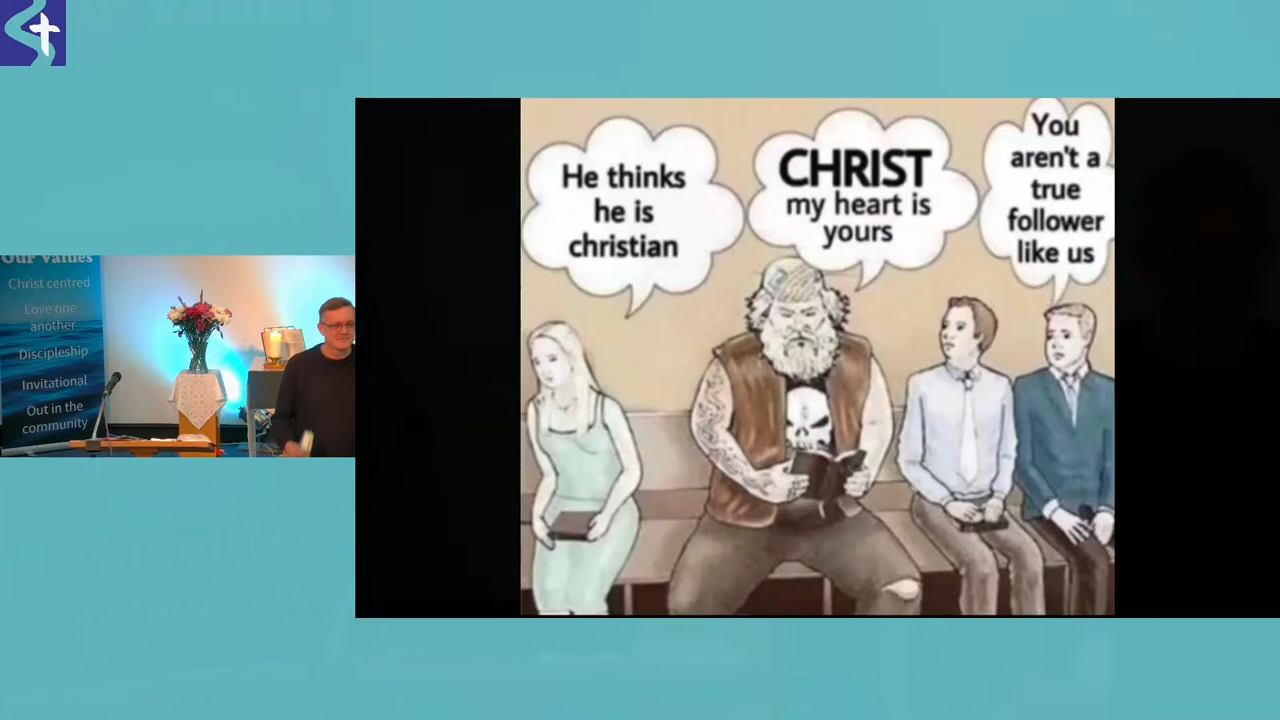 He thinks
he is
christian
CHRIST
my heart is
yours
You
aren't a
true
follower
like us
Our Values
Christ centred
Love one
another
Discipleship
Invitational
Out in the
community